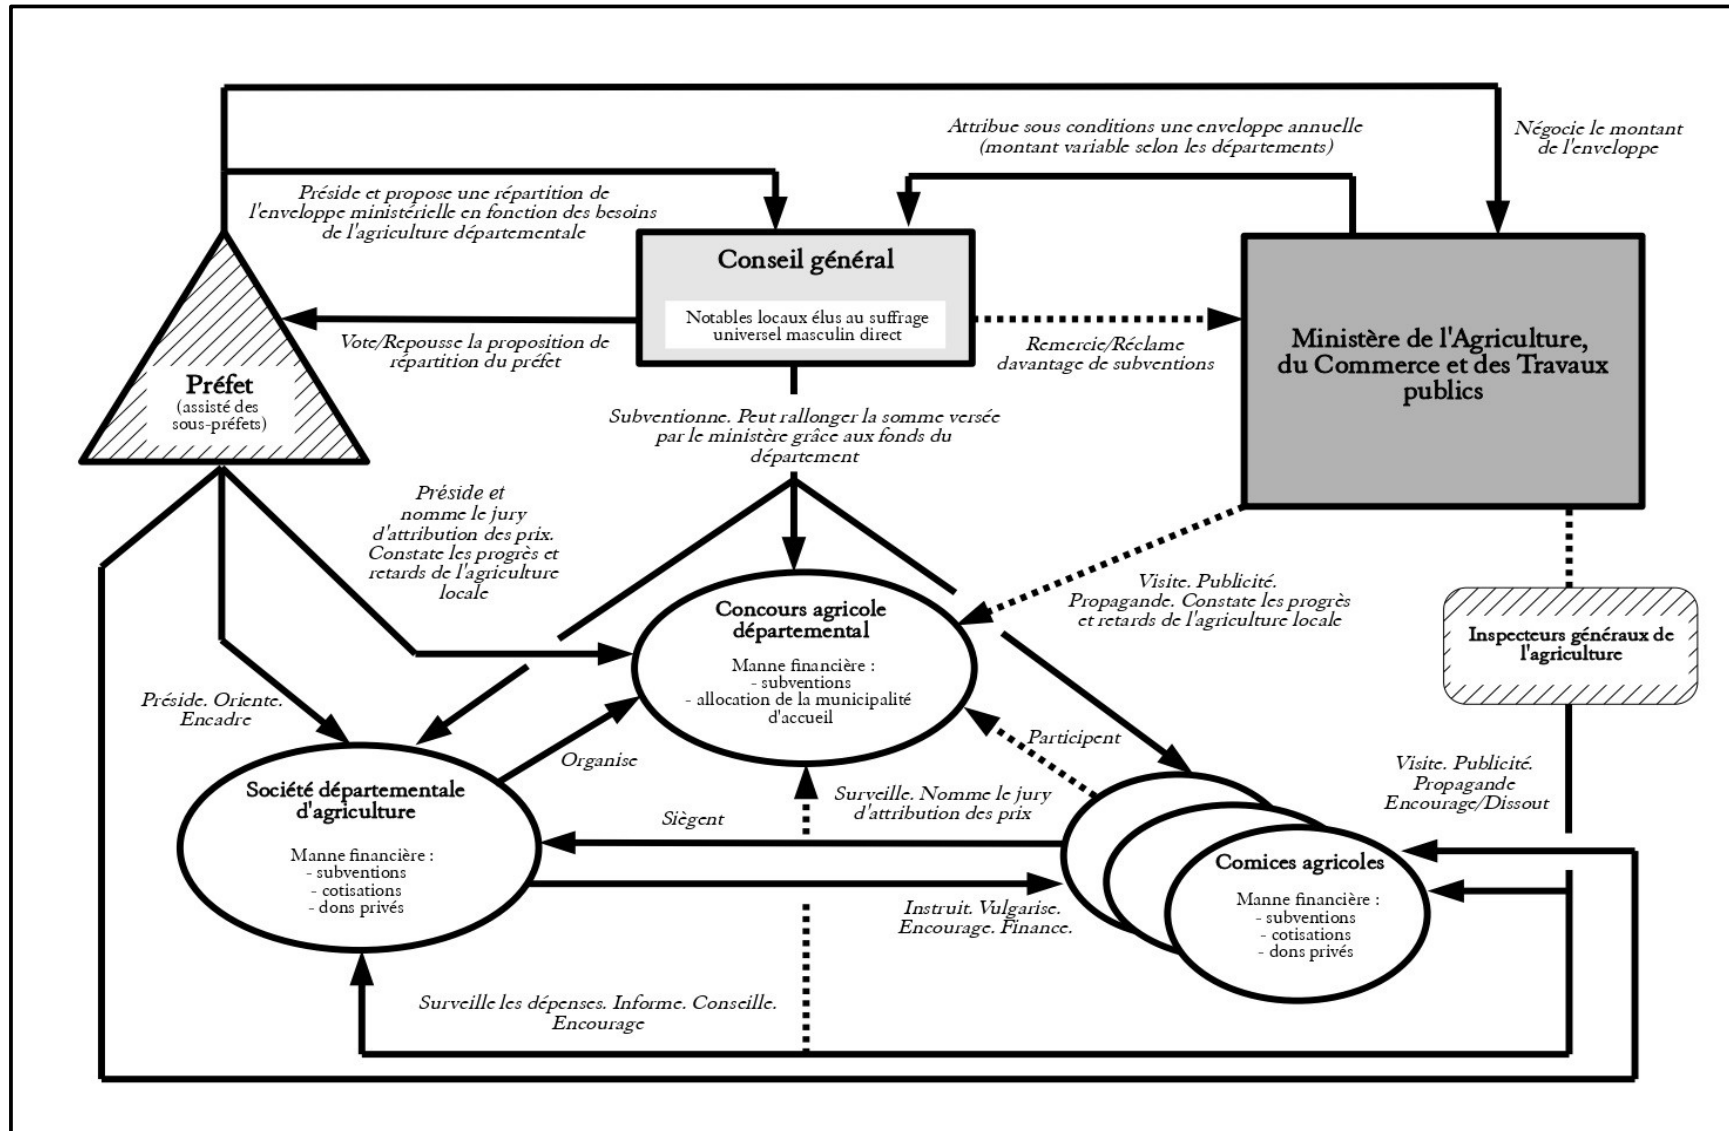 Attribue sous conditions une enveloppe annuelle
(montant variable selon les départements)
Négocie le montant
de l'enveloppe
Préside et propose une répartition de
l'enveloppe ministérielle en fonction des besoins
de l'agriculture départementale
Conseil général
Notables locaux élus au suffrage
universel masculin direct
Vote/Repousse la proposition de
répartition du préfet
Remercie/Réclame
davantage de subventions
Ministère de l'Agriculture,
du Commerce et des Travaux
publics
Préfet
(assisté des
sous-préfets)
Subventionne. Peut rallonger la somme versée
par le ministère grâce aux fonds du
département
Préside et
nomme le jury
d'attribution des prix.
Constate les progrès et
retards de l'agriculture
locale
Visite. Publicité.
Propagande. Constate les progrès
et retards de l'agriculture locale
Concours agricole
départemental
Manne financière :
- subventions
- allocation de la municipalité
d'accueil
Inspecteurs généraux de
l'agriculture
Préside. Oriente.
Encadre
Organise
Participent
Société départementale
d'agriculture
Manne financière :
- subventions
- cotisations
- dons privés
Siègent
Surveille. Nomme le jury
d'attribution des prix
Visite. Publicité.
Propagande
Encourage/Dissout
Comices agricoles
Manne financière :
- subventions
- cotisations
- dons privés
Instruit. Vulgarise.
Encourage. Finance.
Surveille les dépenses. Informe. Conseille.
Encourage